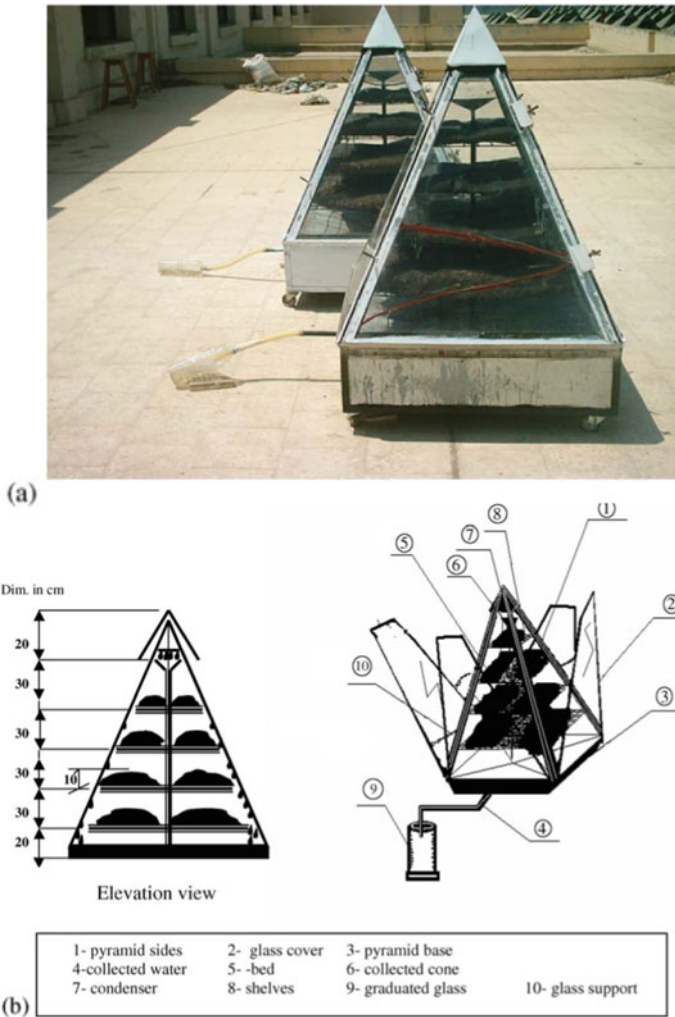 (a)
Dim. in cm
20
30
30
30
10
30
20
Elevation view
8
1
7
5
6
2
10
3
9
4
1- pyramid sides 2- glass cover 3- pyramid base
4-collected water 5- -bed 6- collected cone
7- condenser 8- shelves 9- graduated glass 10- glass support
(b)